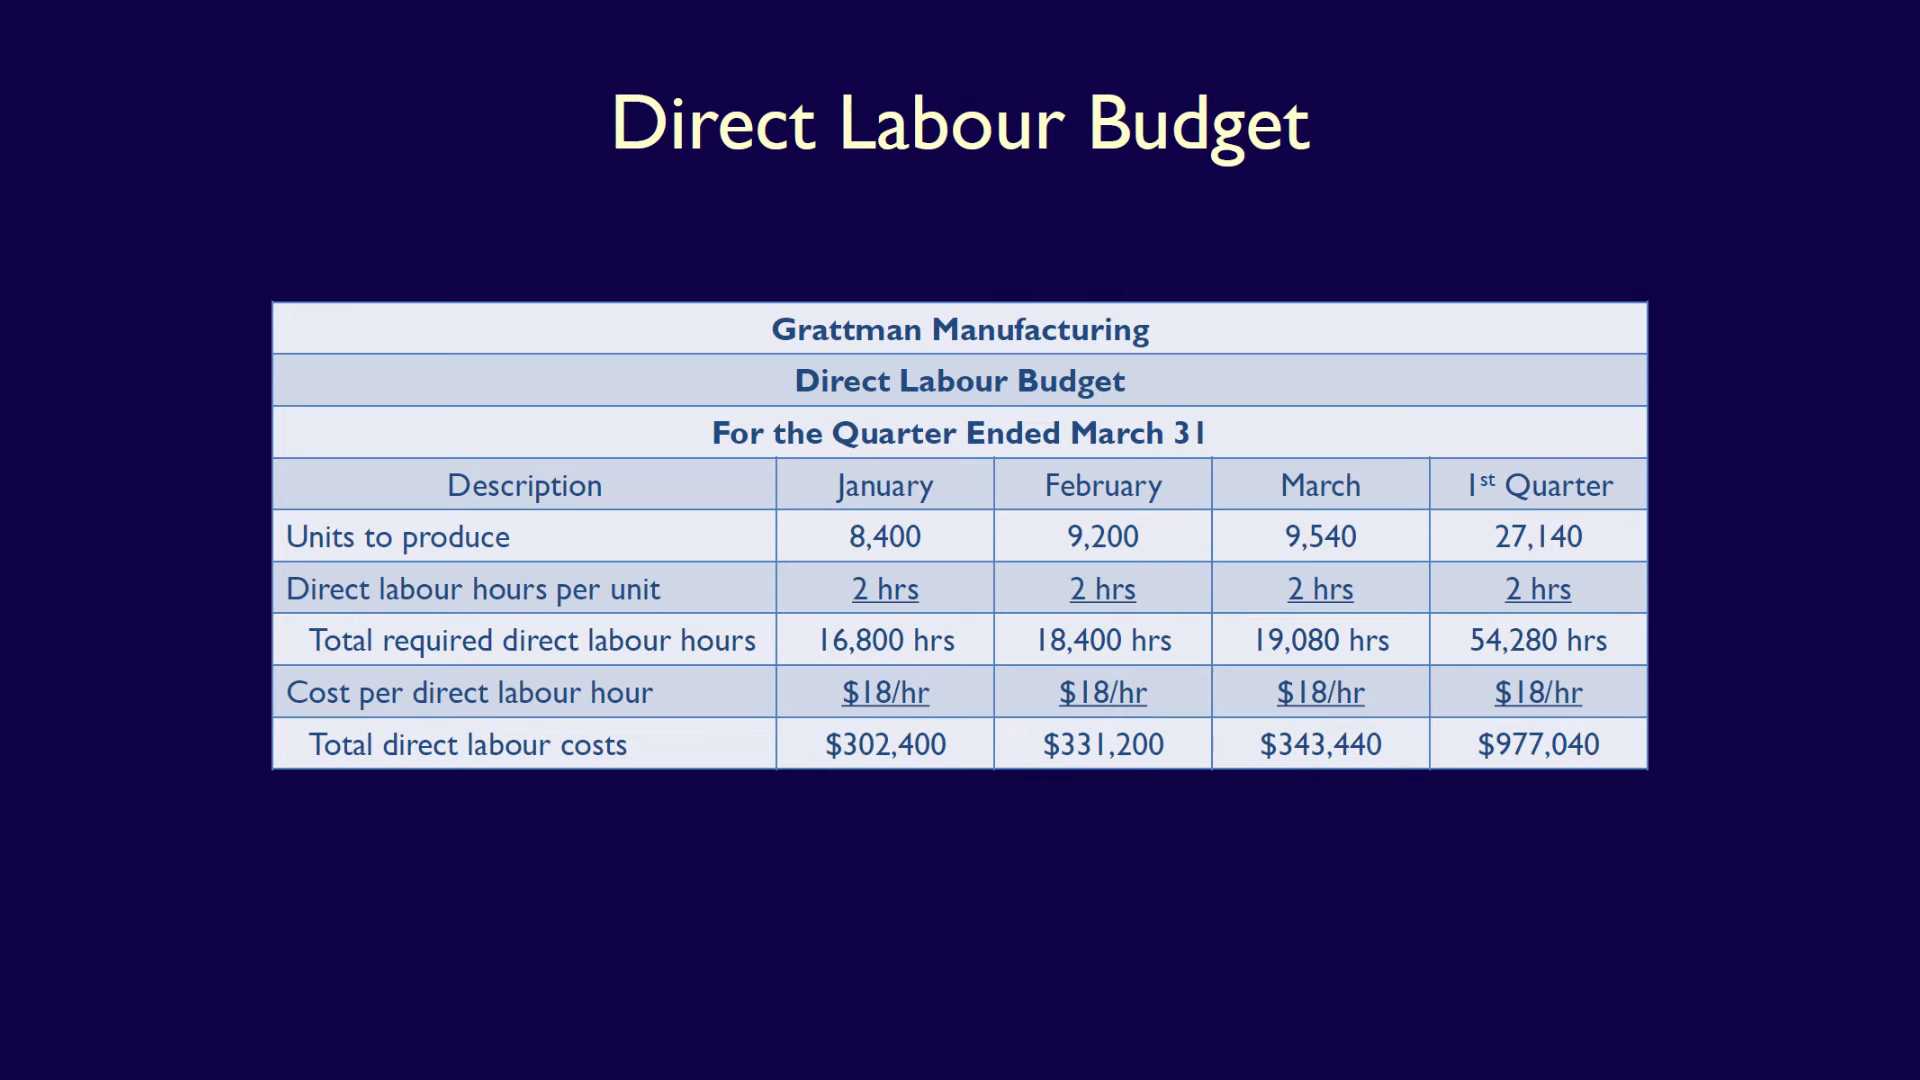 Direct Labour Budget
Grattman Manufacturing
Direct Labour Budget
For the Quarter Ended March 31
Description January February March 1st Quarter
Units to produce 8,400 9,200 9,540 27,140
Direct labour hours per unit 2 hrs 2 hrs 2 hrs 2 hrs
Total required direct labour hours 16,800 hrs 18,400 hrs 19,080 hrs 54,280 hrs
Cost per direct labour hour $18/hr $18/hr $18/hr $18/hr
Total direct labour costs $302,400 $331,200 $343,440 $977,040